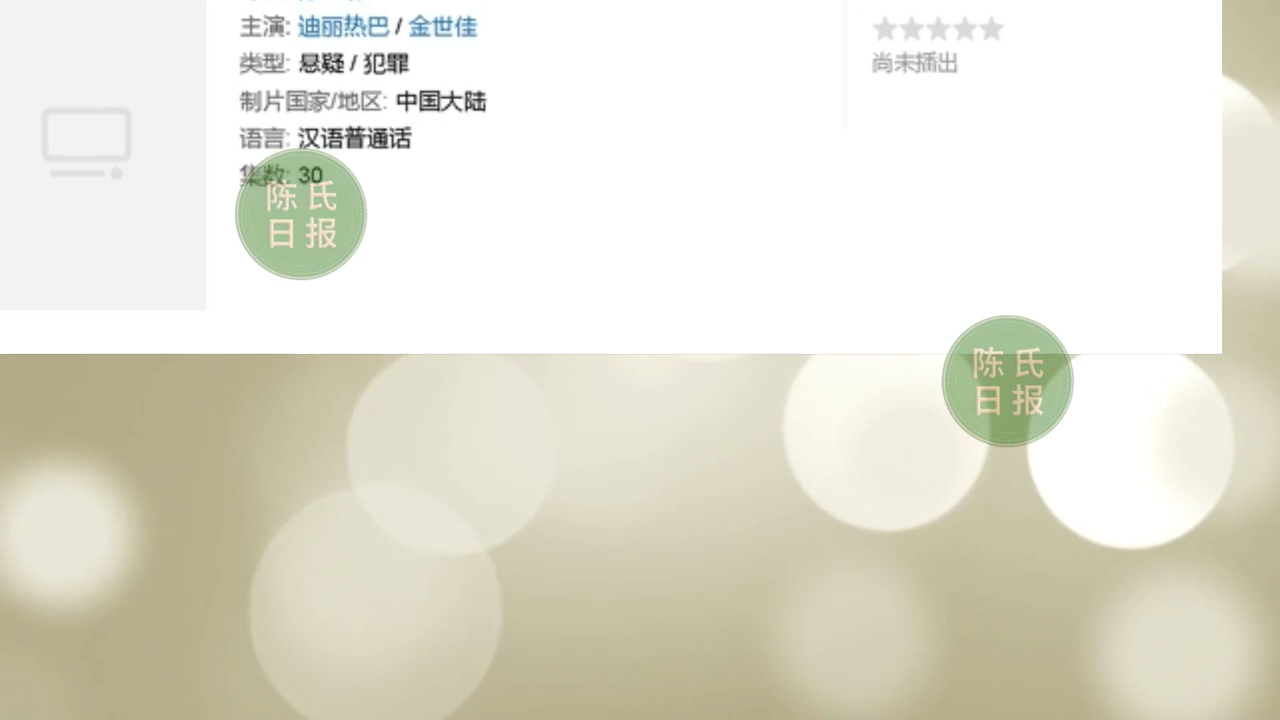 主演: 迪丽热巴 / 金世佳
类型: 悬疑 / 犯罪
制片国家/地区: 中国大陆
语言: 汉语普通话
集数: 30
尚未播出
陈氏
日报
陈氏
日报